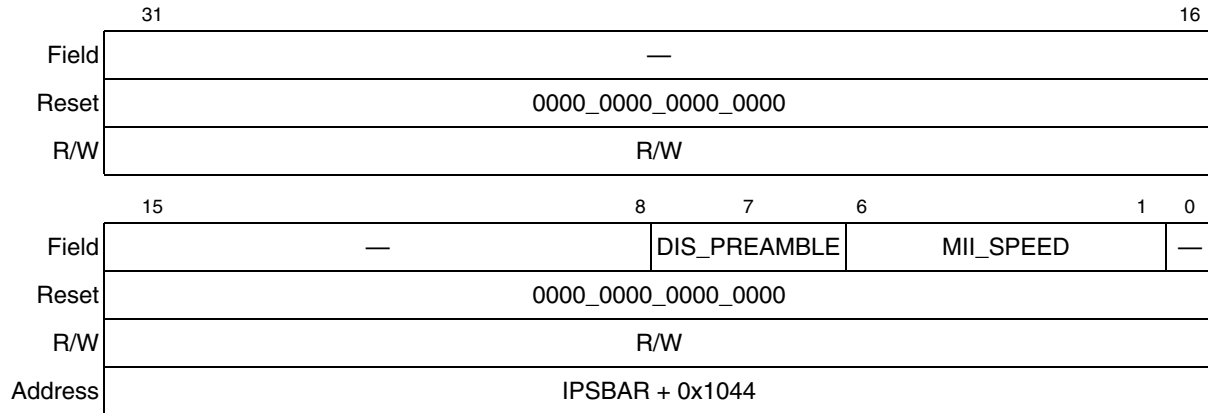 31 16
Field —
Reset 0000_0000_0000_0000
R/W R/W
15 8 7 6 1 0
Field — DIS_PREAMBLE MII_SPEED —
Reset 0000_0000_0000_0000
R/W R/W
Address IPSBAR + 0x1044